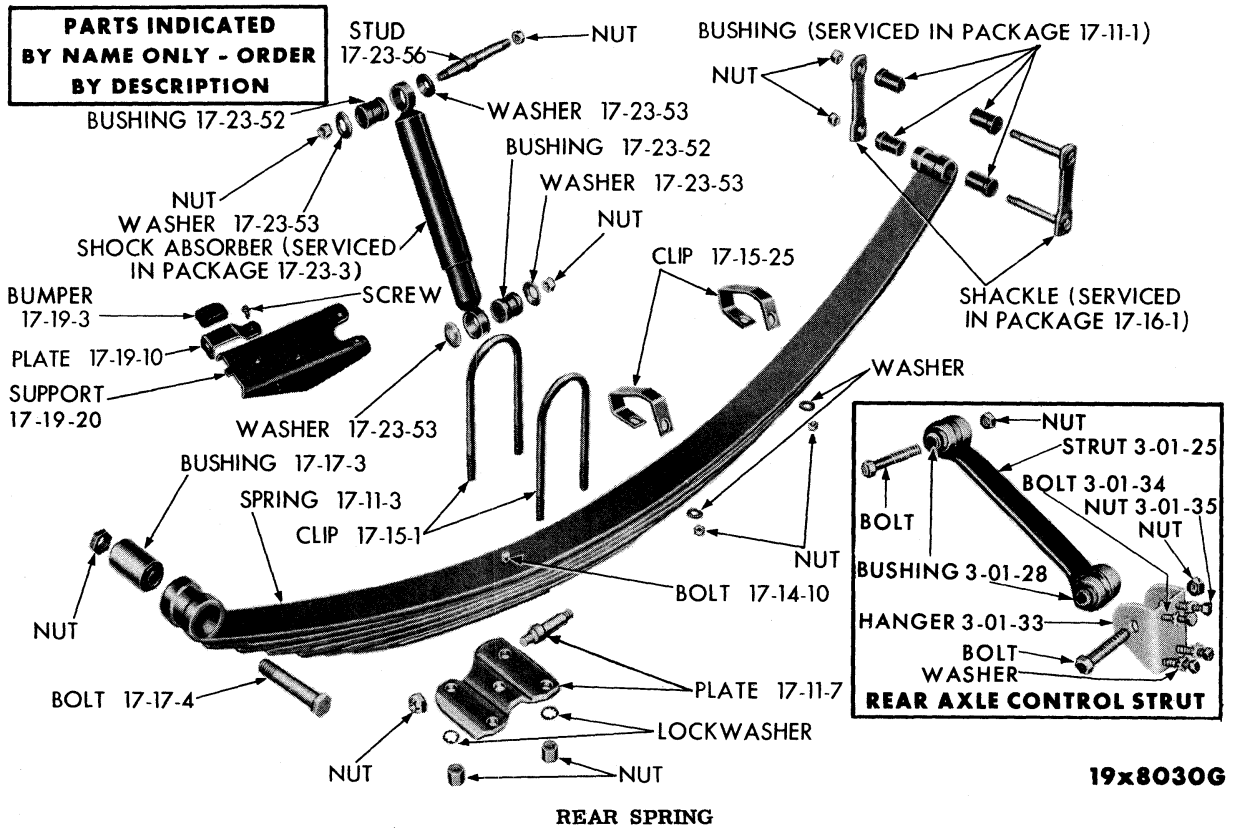 PARTS INDICATED
BY NAME ONLY - ORDER
BY DESCRIPTION
STUD
17-23-56
NUT
BUSHING (SERVICED IN PACKAGE 17-11-1)
NUT
BUSHING 17-23-52
WASHER 17-23-53
BUSHING 17-23-52
WASHER 17-23-53
NUT
NUT
WASHER 17-23-53
SHOCK ABSORBER (SERVICED
IN PACKAGE 17-23-3)
CLIP 17-15-25
SHACKLE (SERVICED
IN PACKAGE 17-16-1)
BUMPER
17-19-3
SCREW
PLATE 17-19-10
SUPPORT
17-19-20
WASHER 17-23-53
WASHER
BUSHING 17-17-3
SPRING 17-11-3
CLIP 17-15-1
NUT
BOLT 17-14-10
NUT
BOLT 17-17-4
PLATE 17-11-7
LOCKWASHER
NUT
NUT
NUT
STRUT 3-01-25
BOLT 3-01-34
NUT 3-01-35
NUT
BOLT
BUSHING 3-01-28
HANGER 3-01-33
BOLT
WASHER
REAR AXLE CONTROL STRUT
19x8030G
REAR SPRING